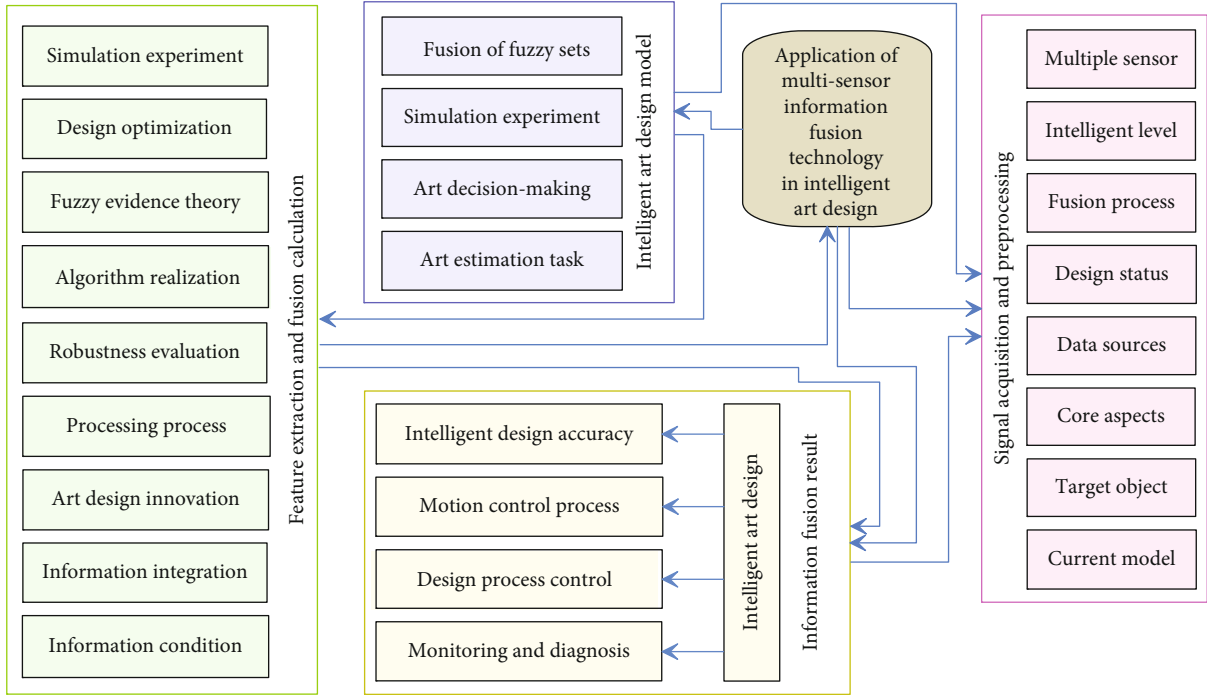 Simulation experiment
Design optimization
Fuzzy evidence theory
Algorithm realization
Robustness evaluation
Processing process
Art design innovation
Information integration
Information condition
Feature extraction and fusion calculation
Fusion of fuzzy sets
Simulation experiment
Art decision-making
Art estimation task
Intelligent art design model
Application of
multi-sensor
information
fusion
technology
in intelligent
art design
Intelligent design accuracy
Motion control process
Design process control
Monitoring and diagnosis
Intelligent art design
Information fusion result
Signal acquisition and preprocessing
Multiple sensor
Intelligent level
Fusion process
Design status
Data sources
Core aspects
Target object
Current model